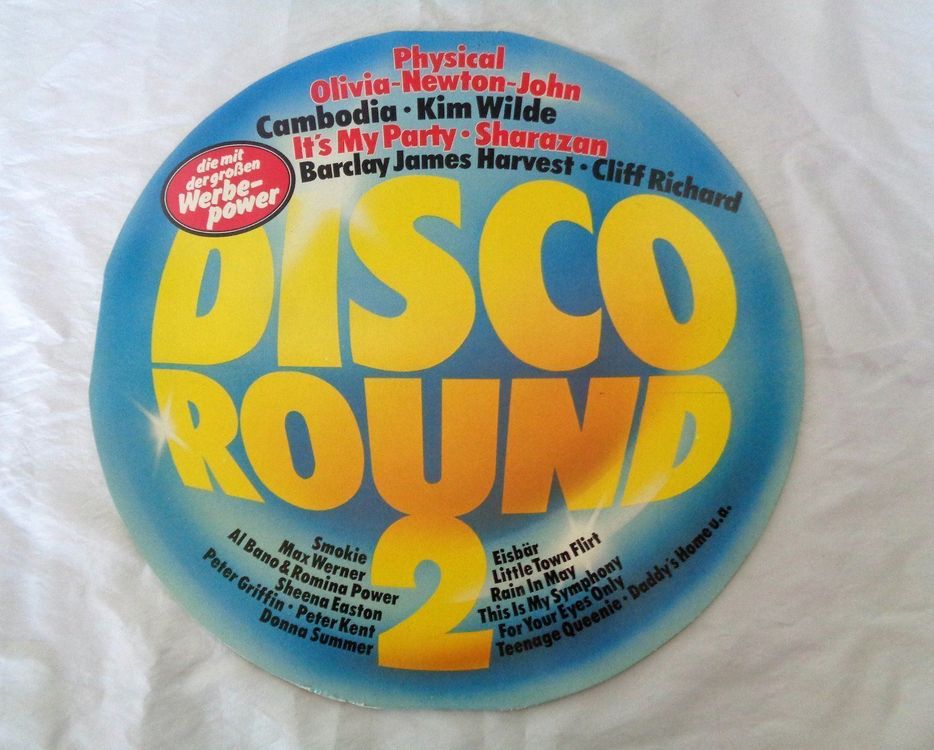 Physical
Olivia-Newton-John
Cambodia · Kim Wilde
It's My Party · Sharazan
Barclay James Harvest · Cliff Richard
die mit
der großen
Werbe-
power
DISCO
ROUND
2
Smokie
Max Werner
Al Bano & Romina Power
Sheena Easton
Peter Griffin · Peter Kent
Donna Summer
Eisbär
Little Town Flirt
Rain In May
This Is My Symphony
For Your Eyes Only
Teenage Queenie · Daddy's Home u.a.